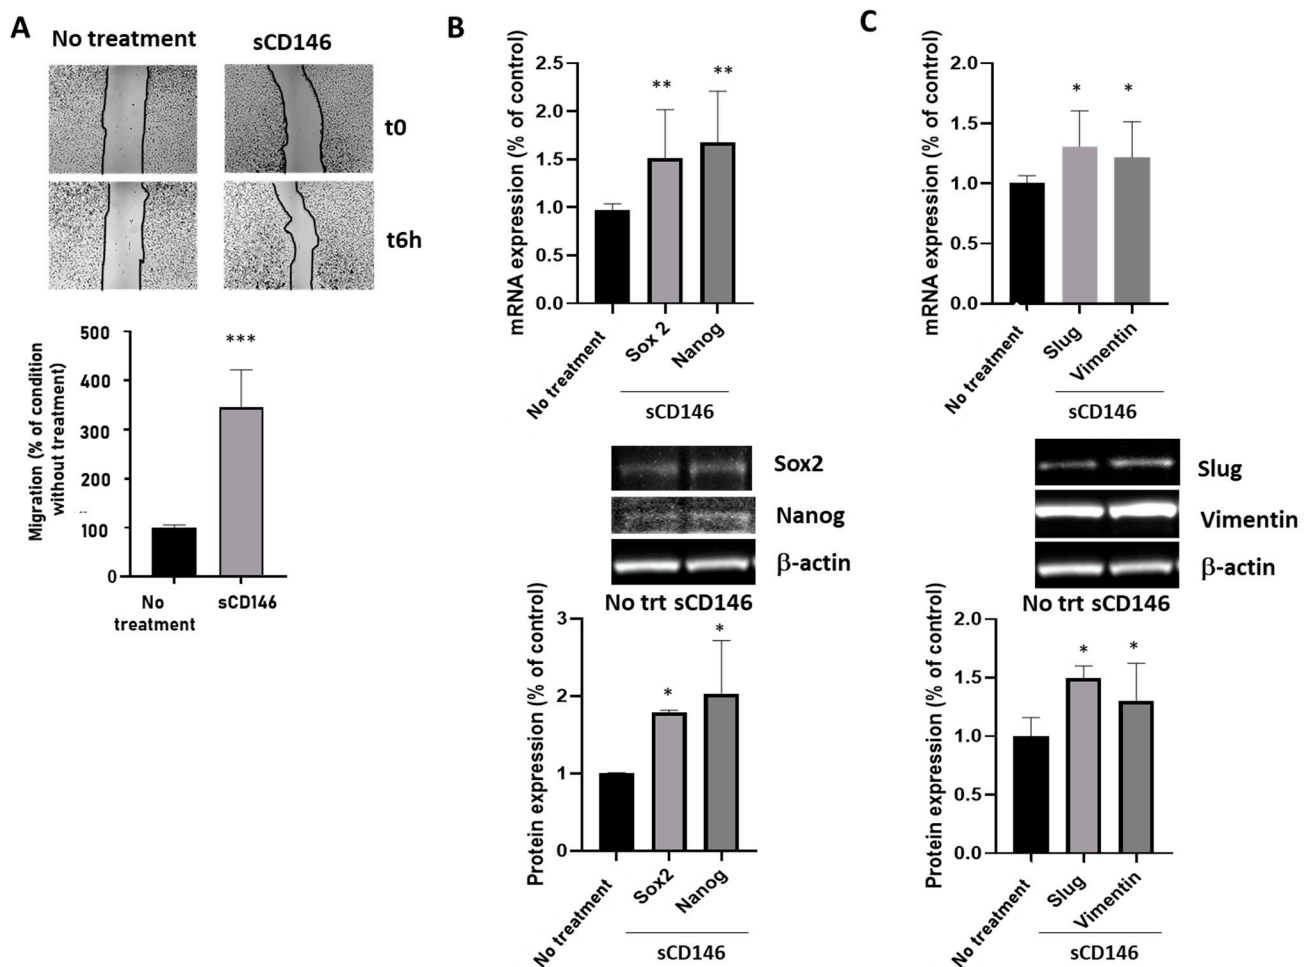 A
No treatment
sCD146
t0
t6h
Migration (% of condition
without treatment)
500
400
300
200
100
0
***
No
treatment
sCD146
B
mRNA expression (% of control)
2.5
2.0
1.5
1.0
0.5
0.0
**
**
No treatment
Sox 2
Nanog
sCD146
Sox2
Nanog
β-actin
No trt sCD146
Protein expression (% of control)
3
2
1
0
*
*
No treatment
Sox2
Nanog
sCD146
C
mRNA expression (% of control)
2.0
1.5
1.0
0.5
0.0
*
*
No treatment
Slug
Vimentin
sCD146
Slug
Vimentin
β-actin
No trt sCD146
Protein expression (% of control)
2.0
1.5
1.0
0.5
0.0
*
*
No treatment
Slug
Vimentin
sCD146